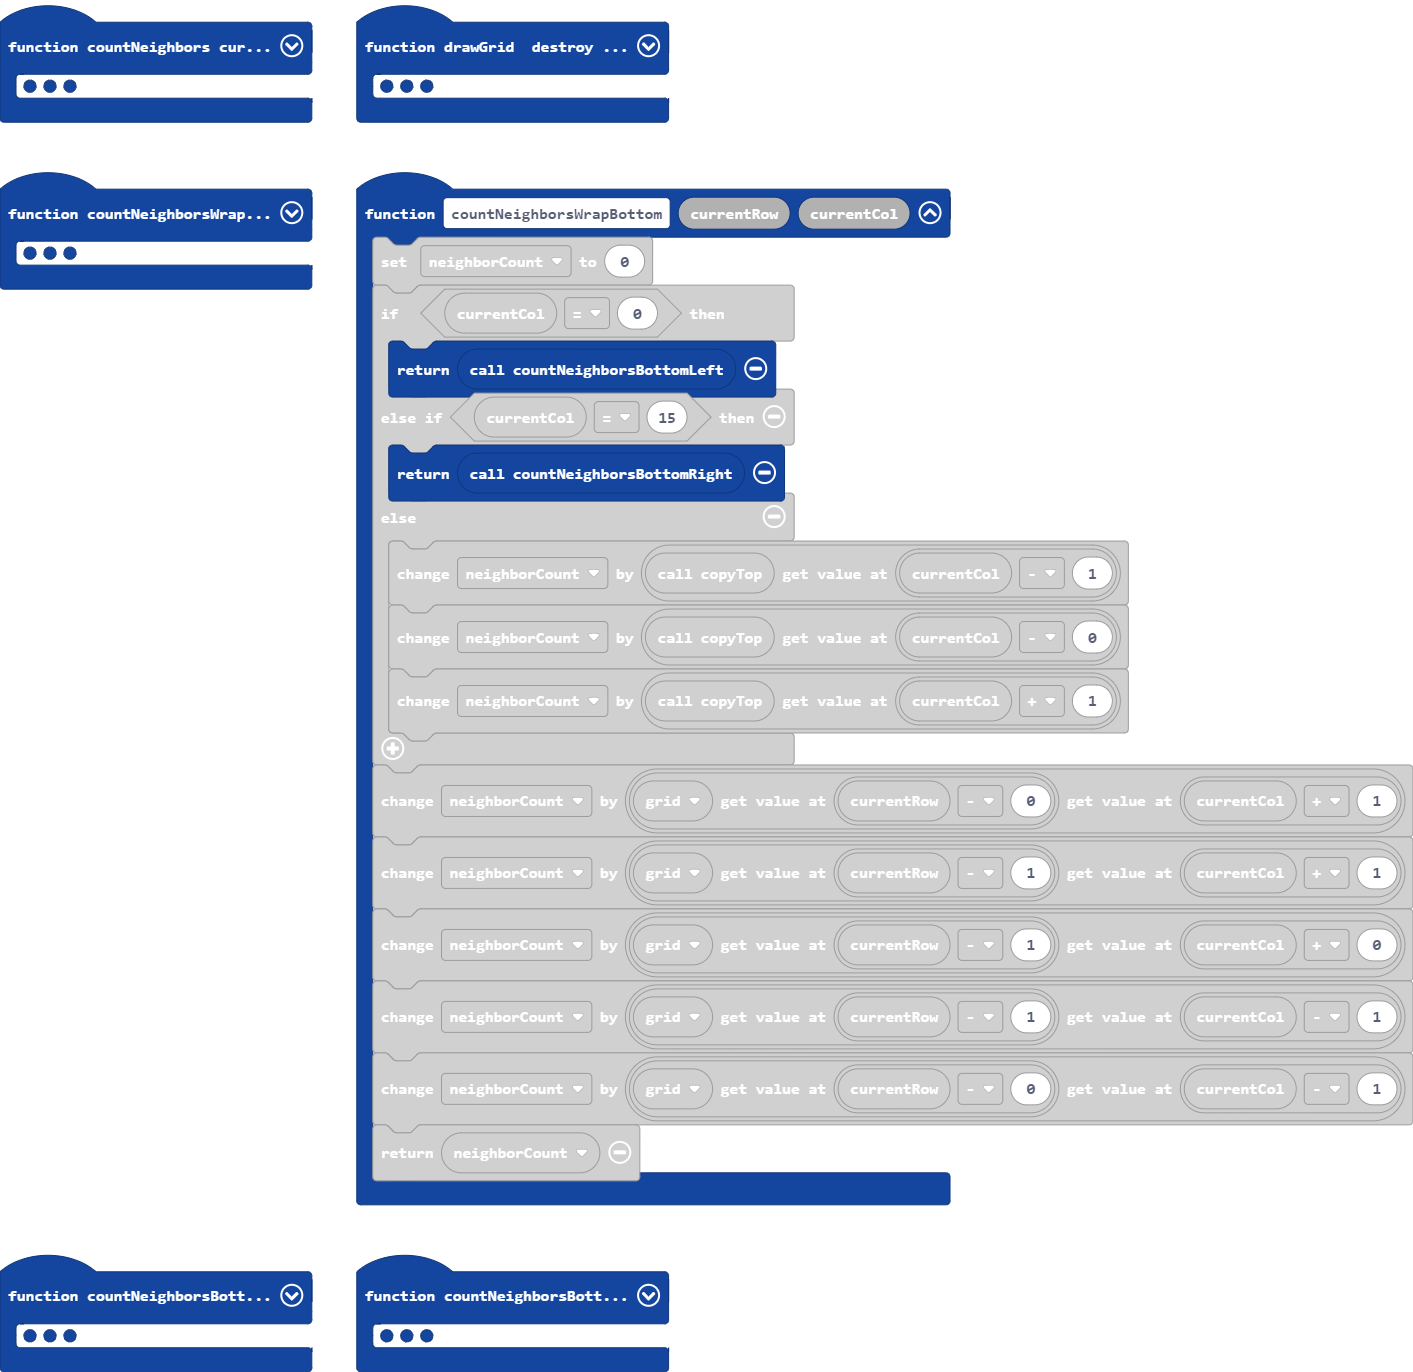 function countNeighbors cur...
function drawGrid destroy ...
function countNeighborsWrap...
function countNeighborsWrapBottom currentRow currentCol
set neighborCount to 0
if currentCol = 0 then
return call countNeighborsBottomLeft
else if currentCol = 15 then
return call countNeighborsBottomRight
else
change neighborCount by call copyTop get value at currentCol - 1
change neighborCount by call copyTop get value at currentCol - 0
change neighborCount by call copyTop get value at currentCol + 1
change neighborCount by grid get value at currentRow - 0 get value at currentCol + 1
change neighborCount by grid get value at currentRow - 1 get value at currentCol + 1
change neighborCount by grid get value at currentRow - 1 get value at currentCol + 0
change neighborCount by grid get value at currentRow - 1 get value at currentCol - 1
change neighborCount by grid get value at currentRow - 0 get value at currentCol - 1
return neighborCount
function countNeighborsBott...
function countNeighborsBott...